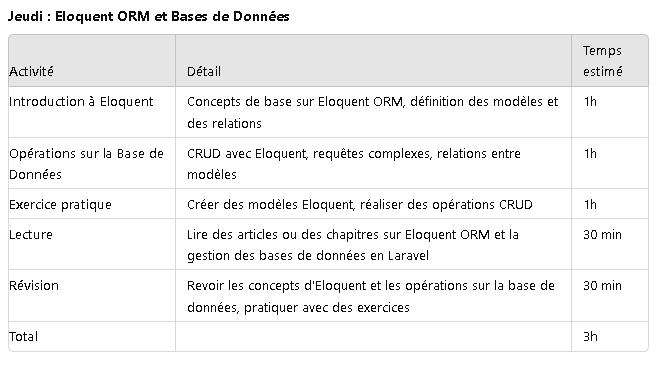 Jeudi : Eloquent ORM et Bases de Données
Activité Détail Temps estimé
Introduction à Eloquent Concepts de base sur Eloquent ORM, définition des modèles et 1h
des relations
Opérations sur la Base de CRUD avec Eloquent, requêtes complexes, relations entre 1h
Données modèles
Exercice pratique Créer des modèles Eloquent, réaliser des opérations CRUD 1h
Lecture Lire des articles ou des chapitres sur Eloquent ORM et la 30 min
gestion des bases de données en Laravel
Révision Revoir les concepts d'Eloquent et les opérations sur la base de 30 min
données, pratiquer avec des exercices
Total 3h